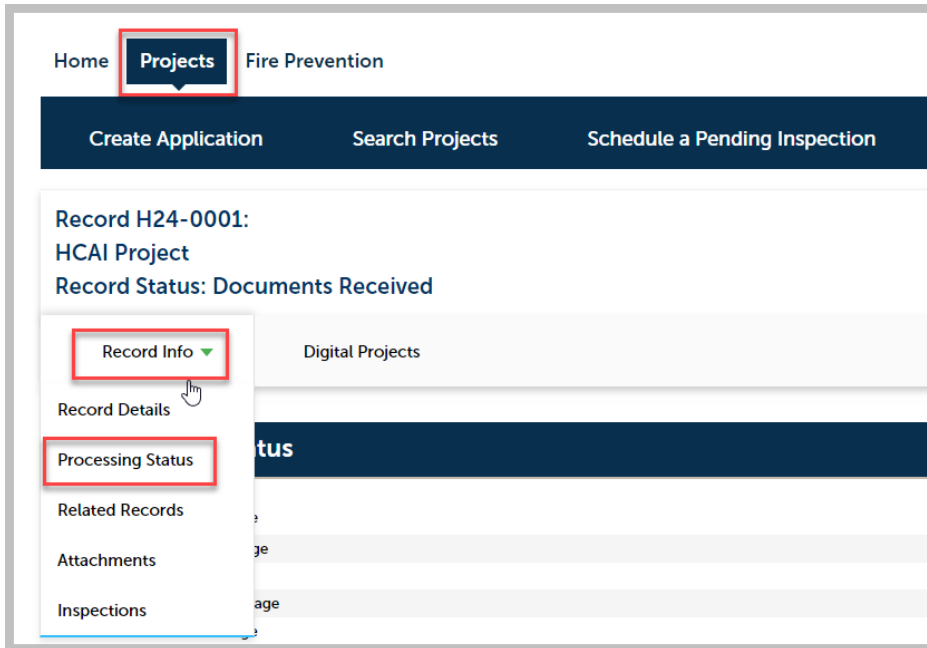 Home Projects Fire Prevention
Create Application Search Projects Schedule a Pending Inspection
Record H24-0001:
HCAI Project
Record Status: Documents Received
Record Info Digital Projects
Record Details
tus
Processing Status
Related Records
Attachments
age
Inspections